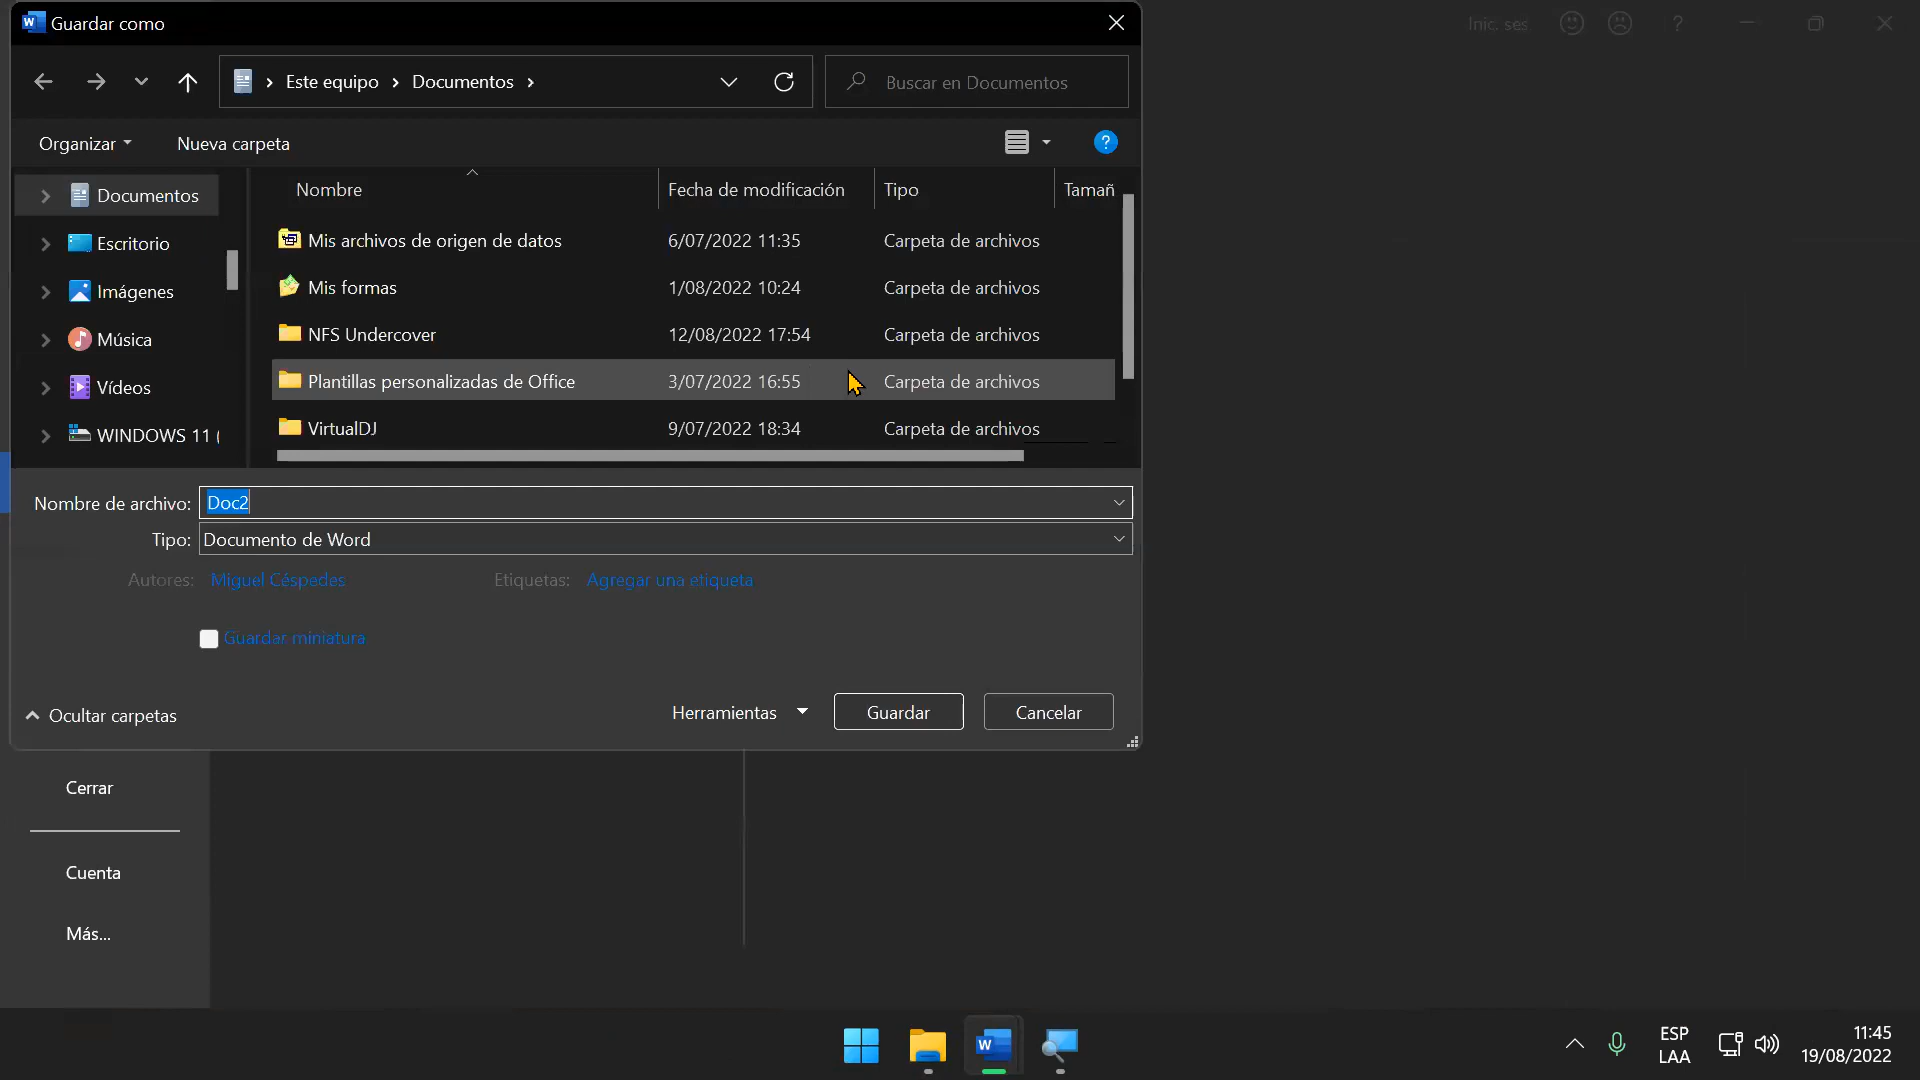 Guardar como
Inic. ses
Este equipo
Documentos
Buscar en Documentos
Organizar
Nueva carpeta
Nombre
Fecha de modificación
Tipo
Tamañ
Documentos
Escritorio
Imágenes
Música
Vídeos
WINDOWS 11 (
Mis archivos de origen de datos 6/07/2022 11:35 Carpeta de archivos
Mis formas 1/08/2022 10:24 Carpeta de archivos
NFS Undercover 12/08/2022 17:54 Carpeta de archivos
Plantillas personalizadas de Office 3/07/2022 16:55 Carpeta de archivos
VirtualDJ 9/07/2022 18:34 Carpeta de archivos
Nombre de archivo: Doc2
Tipo: Documento de Word
Autores: Miguel Céspedes Etiquetas: Agregar una etiqueta
Guardar miniatura
Ocultar carpetas
Herramientas
Guardar
Cancelar
Cerrar
Cuenta
Más...
ESP
LAA
11:45
19/08/2022